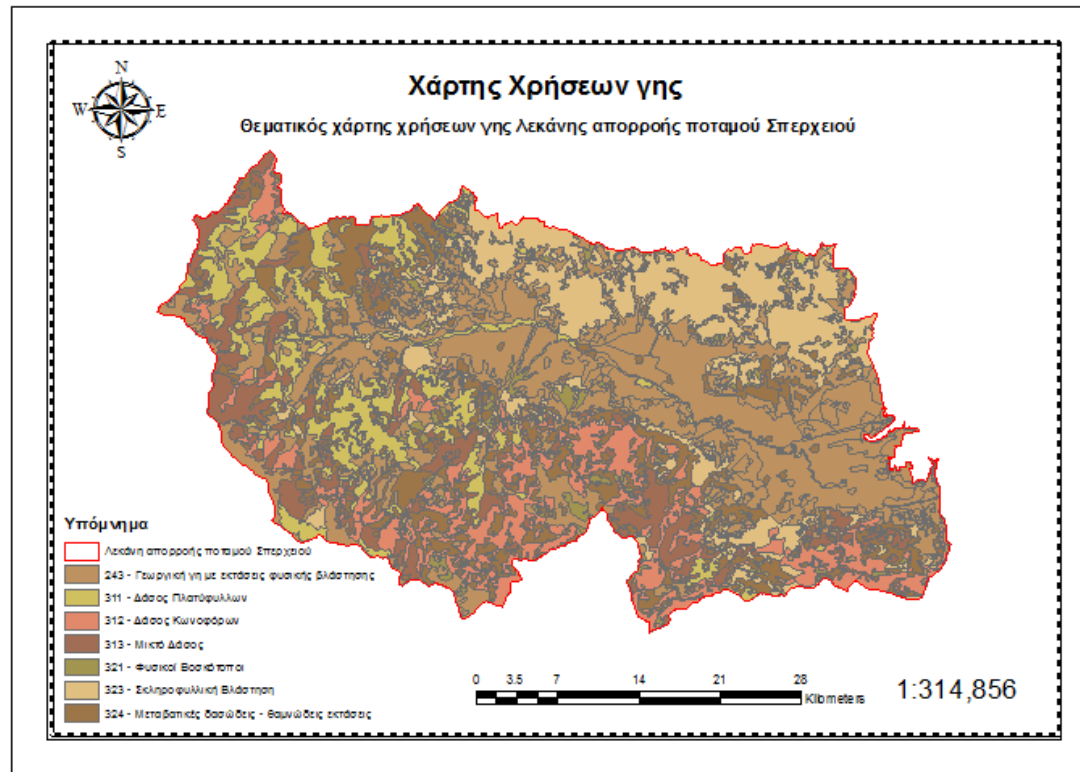 N
W E
S
Χάρτης Χρήσεων γης
Θεματικός χάρτης χρήσεων γης Λεκάνης απορροής ποταμού Σπερχειού
Υπόμνημα
Λεκάνη απορροής ποταμού Σπερχειού
243 - Γεωργική γη με εκτάσεις φυσικής βλάστησης
311 - Δάσος Πλατύφυλλων
312 - Δάσος Κωνοφόρων
313 - Μικτό Δάσος
321 - Φυσικοί Βοσκότοποι
323 - Σκληροφυλλική Βλάστηση
324 - Μεταβατικές δασώδεις - θαμνώδεις εκτάσεις
0 3.5 7 14 21 28
Kilometers
1:314,856